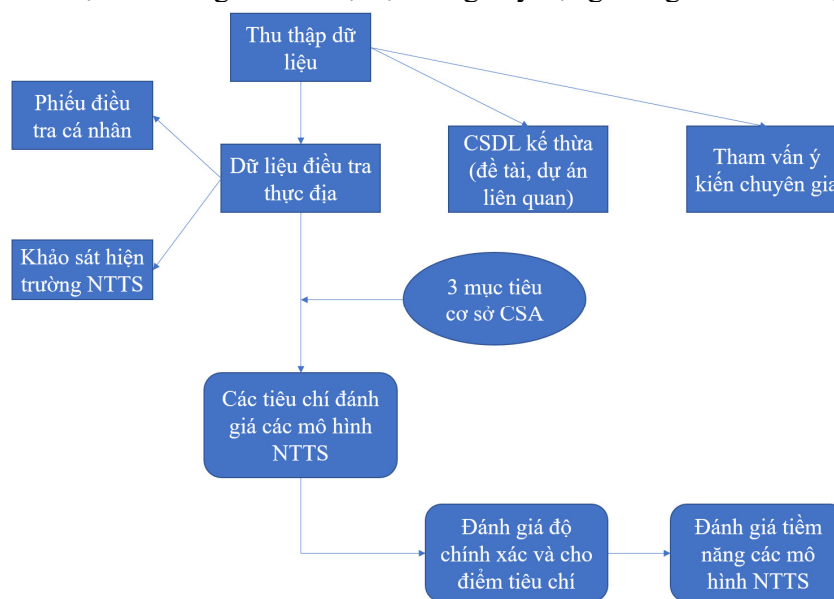 Thu thập dữ
liệu
Phiếu điều
tra cá nhân
Dữ liệu điều tra
thực địa
CSDL kế thừa
(đề tài, dự án
liên quan)
Tham vấn ý
kiến chuyên gia
Khảo sát hiện
trường NTTS
3 mục tiêu
cơ sở CSA
Các tiêu chí đánh
giá các mô hình
NTTS
Đánh giá độ
chính xác và cho
điểm tiêu chí
Đánh giá tiềm
năng các mô
hình NTTS